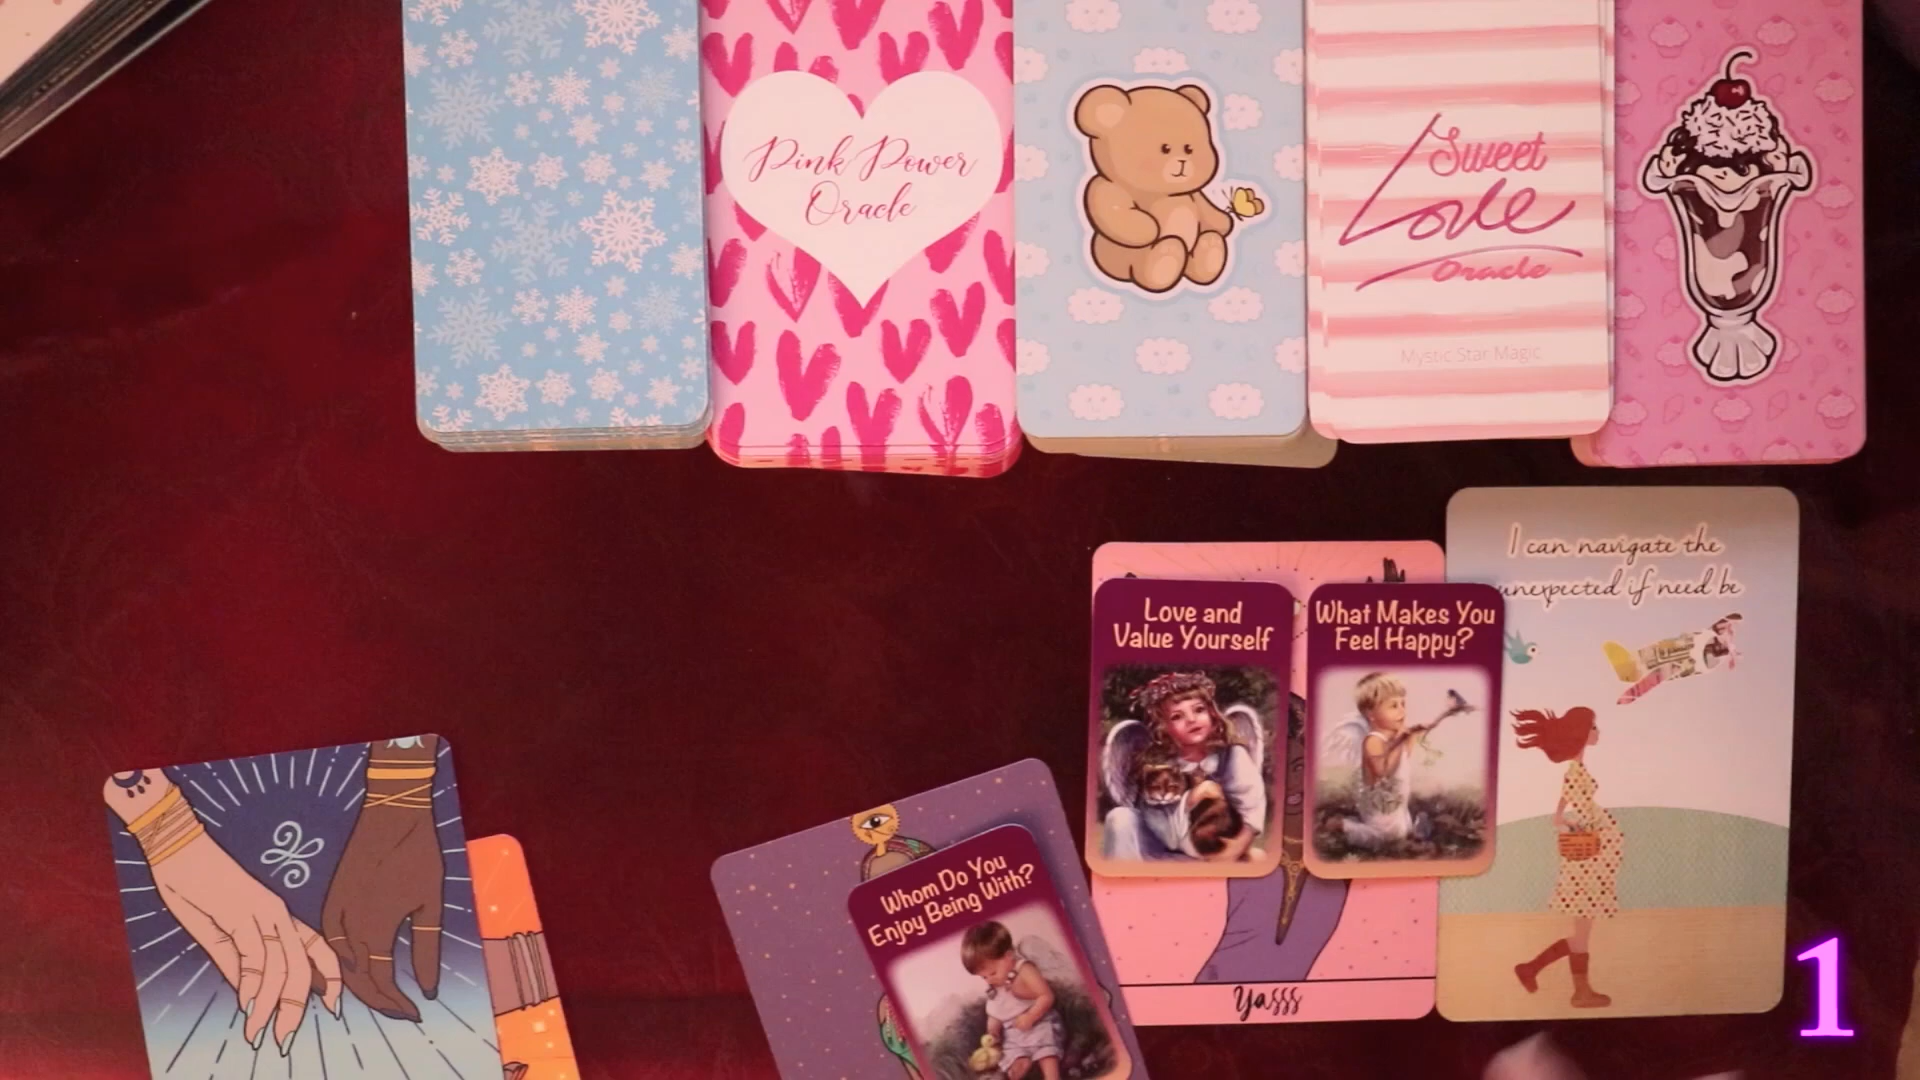 Pink Power
Oracle
Sweet
Love
Oracle
Mystic Star Magic
I can navigate the
unexpected if need be
Love and
Value Yourself
What Makes You
Feel Happy?
Whom Do You
Enjoy Being With?
Yasss
1